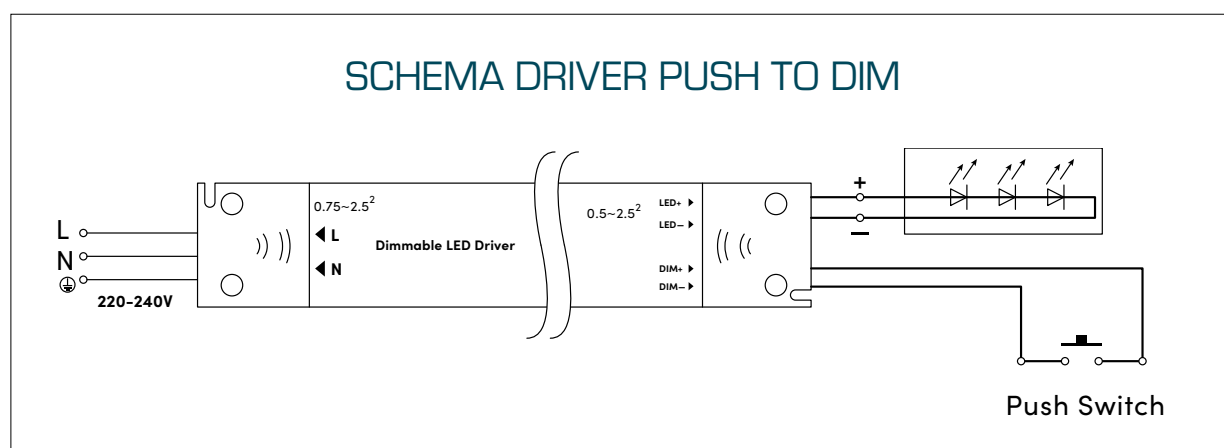 SCHEMA DRIVER PUSH TO DIM
L
N
220-240V
0.75~2.5²
◀ L
◀ N
Dimmable LED Driver
0.5~2.5²
LED+ ▶
LED− ▶
DIM+ ▶
DIM− ▶
+
−
Push Switch